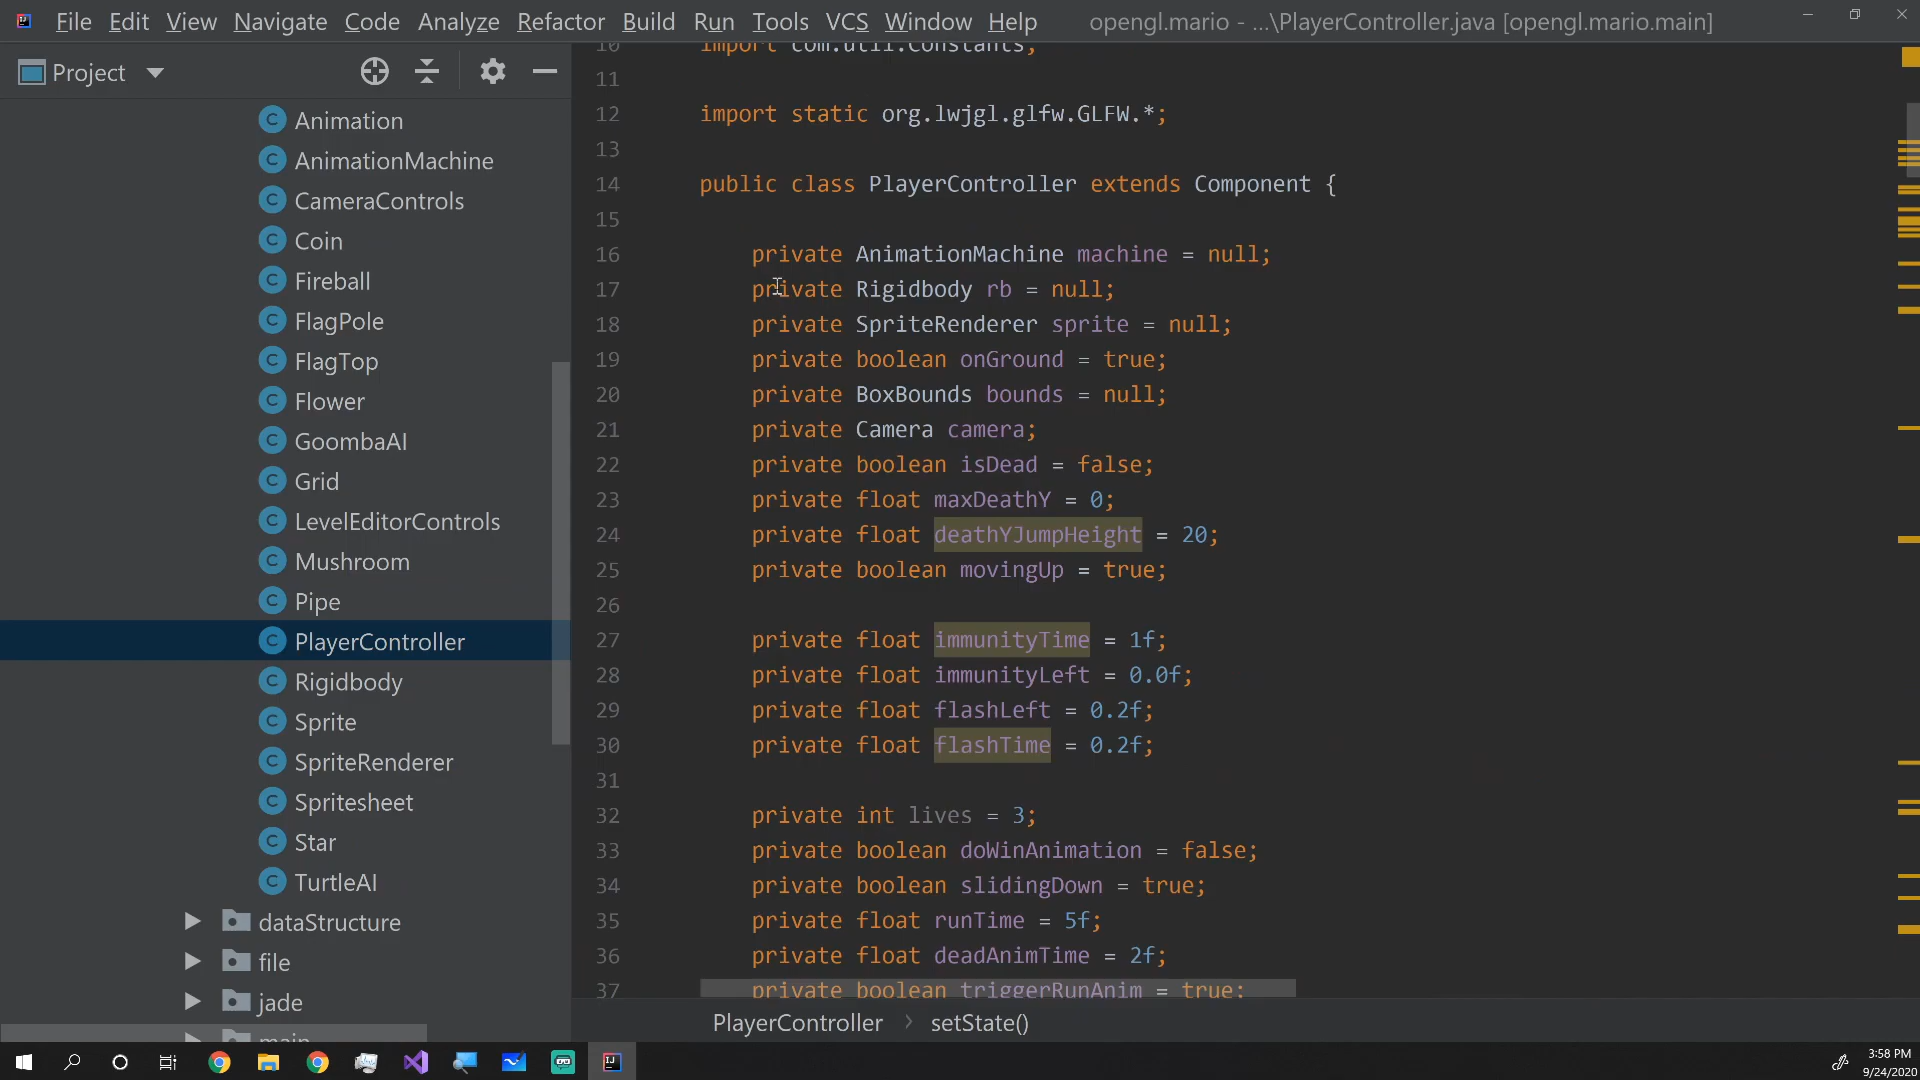 File Edit View Navigate Code Analyze Refactor Build Run Tools VCS Window Help opengl.mario - ...\PlayerController.java [opengl.mario.main]
Project
Animation
AnimationMachine
CameraControls
Coin
Fireball
FlagPole
FlagTop
Flower
GoombaAI
Grid
LevelEditorControls
Mushroom
Pipe
PlayerController
Rigidbody
Sprite
SpriteRenderer
Spritesheet
Star
TurtleAI
dataStructure
file
jade
main
10 import com.util.Constants;
11
12 import static org.lwjgl.glfw.GLFW.*;
13
14 public class PlayerController extends Component {
15
16 private AnimationMachine machine = null;
17 private Rigidbody rb = null;
18 private SpriteRenderer sprite = null;
19 private boolean onGround = true;
20 private BoxBounds bounds = null;
21 private Camera camera;
22 private boolean isDead = false;
23 private float maxDeathY = 0;
24 private float deathYJumpHeight = 20;
25 private boolean movingUp = true;
26
27 private float immunityTime = 1f;
28 private float immunityLeft = 0.0f;
29 private float flashLeft = 0.2f;
30 private float flashTime = 0.2f;
31
32 private int lives = 3;
33 private boolean doWinAnimation = false;
34 private boolean slidingDown = true;
35 private float runTime = 5f;
36 private float deadAnimTime = 2f;
37 private boolean triggerRunAnim = true;
PlayerController > setState()
3:58 PM
9/24/2020